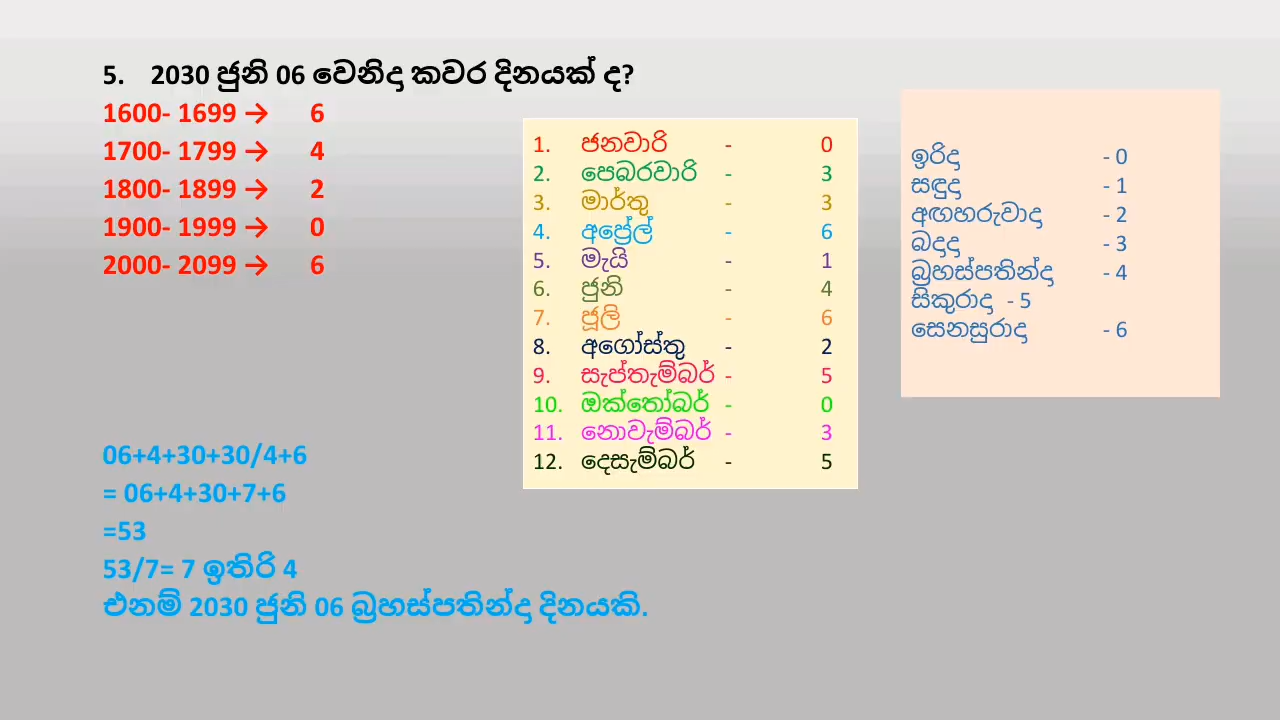 5. 2030 ජුනි 06 වෙනිදා කවර දිනයක් ද?
1600- 1699 → 6
1700- 1799 → 4
1800- 1899 → 2
1900- 1999 → 0
2000- 2099 → 6
06+4+30+30/4+6
= 06+4+30+7+6
=53
53/7= 7 ඉතිරි 4
එනම් 2030 ජුනි 06 බ්‍රහස්පතින්දා දිනයකි.
1. ජනවාරි - 0
2. පෙබරවාරි - 3
3. මාර්තු - 3
4. අප්‍රේල් - 6
5. මැයි - 1
6. ජුනි - 4
7. ජූලි - 6
8. අගෝස්තු - 2
9. සැප්තැම්බර් - 5
10. ඔක්තෝබර් - 0
11. නොවැම්බර් - 3
12. දෙසැම්බර් - 5
ඉරිදා - 0
සඳුදා - 1
අඟහරුවාදා - 2
බදාදා - 3
බ්‍රහස්පතින්දා - 4
සිකුරාදා - 5
සෙනසුරාදා - 6